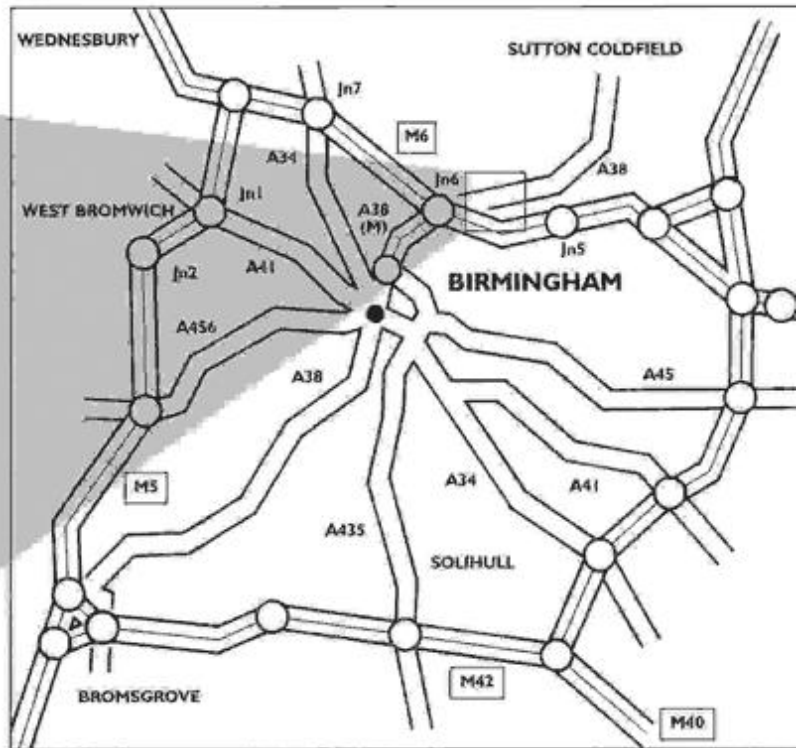 WEDNESBURY
SUTTON COLDFIELD
Jn7
M6
A34
A38
Jn6
Jn1
WEST BROMWICH
A38
(M)
Jn5
Jn2
A41
BIRMINGHAM
A456
A38
A45
M5
A34
A41
A435
SOLIHULL
M42
BROMSGROVE
M40